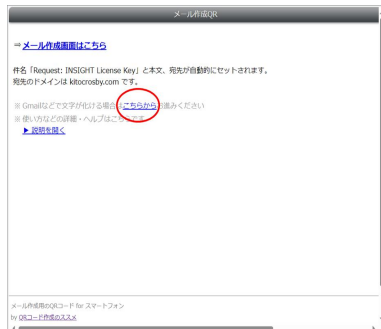 メール作成QR
⇒ メール作成画面はこちら
件名「Request: INSIGHT License Key」と本文、宛先が自動的にセットされます。
宛先のドメインは kitocrosby.com です。
※ Gmailなどで文字が化ける場合はこちらからお進みください
※ 使い方などの詳細・ヘルプはこちらです
▶ 説明を開く
メール作成用のQRコード for スマートフォン
by QRコード作成のススメ